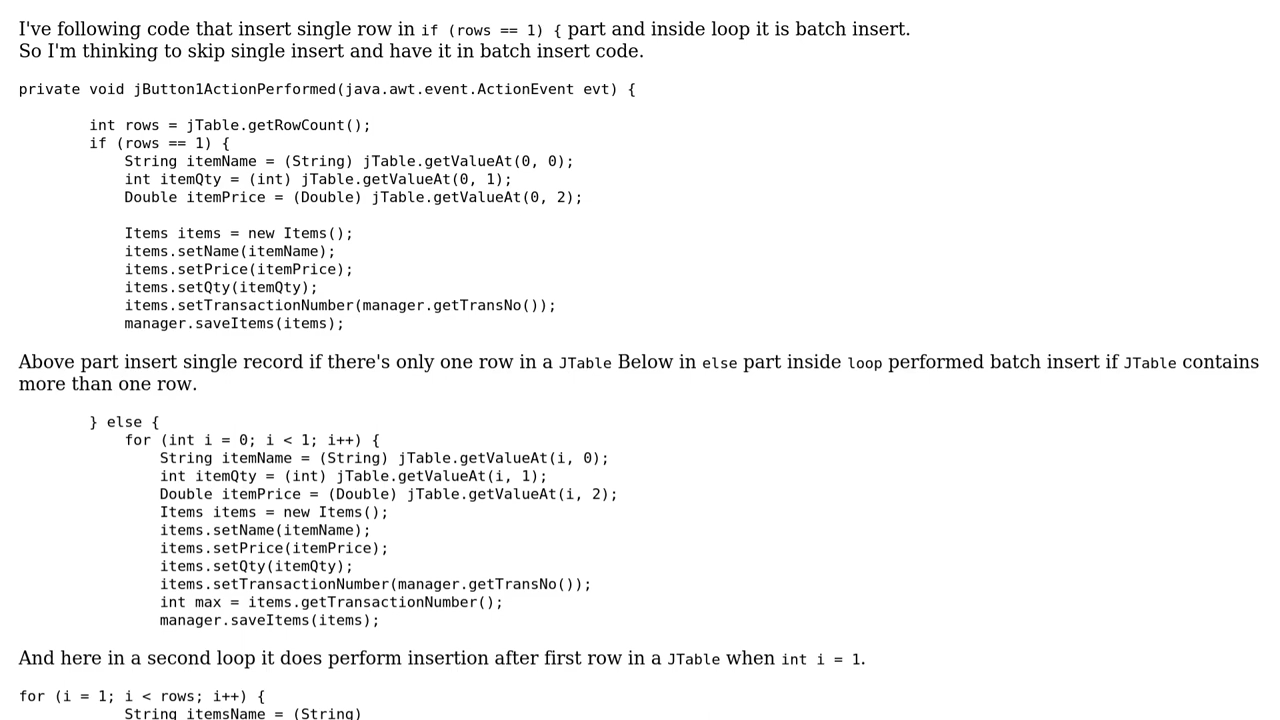 I've following code that insert single row in if (rows == 1) { part and inside loop it is batch insert.
So I'm thinking to skip single insert and have it in batch insert code.
private void jButton1ActionPerformed(java.awt.event.ActionEvent evt) {
int rows = jTable.getRowCount();
if (rows == 1) {
String itemName = (String) jTable.getValueAt(0, 0);
int itemQty = (int) jTable.getValueAt(0, 1);
Double itemPrice = (Double) jTable.getValueAt(0, 2);
Items items = new Items();
items.setName(itemName);
items.setPrice(itemPrice);
items.setQty(itemQty);
items.setTransactionNumber(manager.getTransNo());
manager.saveItems(items);
Above part insert single record if there's only one row in a JTable Below in else part inside loop performed batch insert if JTable contains
more than one row.
} else {
for (int i = 0; i < 1; i++) {
String itemName = (String) jTable.getValueAt(i, 0);
int itemQty = (int) jTable.getValueAt(i, 1);
Double itemPrice = (Double) jTable.getValueAt(i, 2);
Items items = new Items();
items.setName(itemName);
items.setPrice(itemPrice);
items.setQty(itemQty);
items.setTransactionNumber(manager.getTransNo());
int max = items.getTransactionNumber();
manager.saveItems(items);
And here in a second loop it does perform insertion after first row in a JTable when int i = 1.
for (i = 1; i < rows; i++) {
String itemsName = (String)